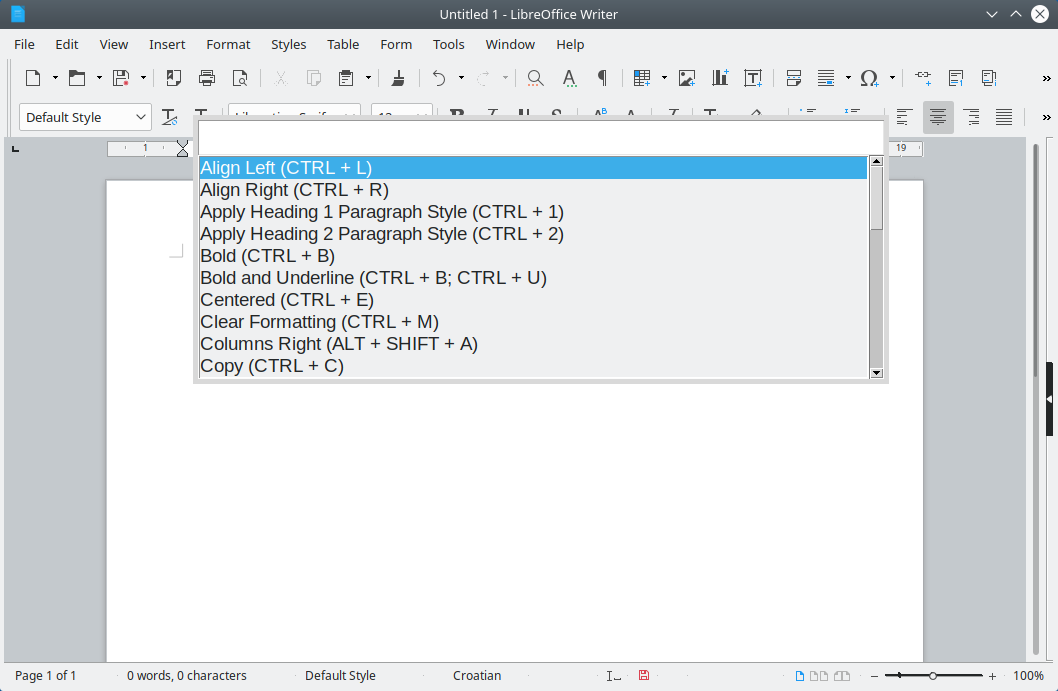 Untitled 1 - LibreOffice Writer
File Edit View Insert Format Styles Table Form Tools Window Help
Default Style
1 19
Align Left (CTRL + L)
Align Right (CTRL + R)
Apply Heading 1 Paragraph Style (CTRL + 1)
Apply Heading 2 Paragraph Style (CTRL + 2)
Bold (CTRL + B)
Bold and Underline (CTRL + B; CTRL + U)
Centered (CTRL + E)
Clear Formatting (CTRL + M)
Columns Right (ALT + SHIFT + A)
Copy (CTRL + C)
Page 1 of 1 0 words, 0 characters Default Style Croatian 100%